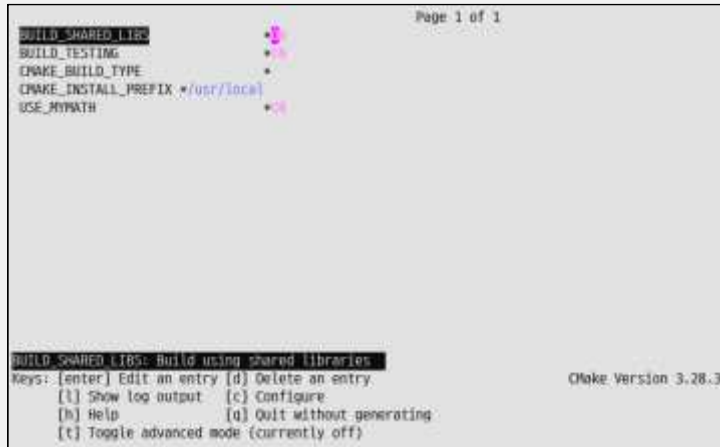 Page 1 of 1
BUILD_SHARED_LIBS *
BUILD_TESTING *
CMAKE_BUILD_TYPE *
CMAKE_INSTALL_PREFIX */usr/local
USE_MYMATH *
BUILD_SHARED_LIBS: Build using shared libraries
Keys: [enter] Edit an entry [d] Delete an entry CMake Version 3.28.3
[l] Show log output [c] Configure
[h] Help [q] Quit without generating
[t] Toggle advanced mode (currently off)